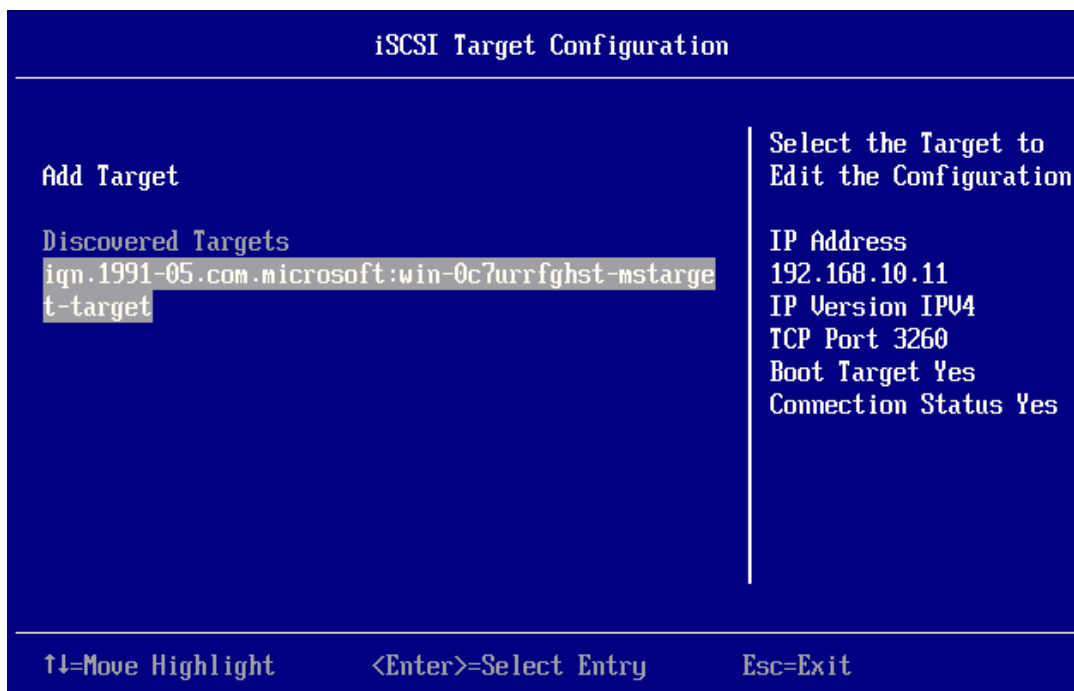 iSCSI Target Configuration
Add Target
Discovered Targets
iqn.1991-05.com.microsoft:win-0c7urrfghst-mstarge
t-target
Select the Target to
Edit the Configuration
IP Address
192.168.10.11
IP Version IPV4
TCP Port 3260
Boot Target Yes
Connection Status Yes
↑↓=Move Highlight <Enter>=Select Entry Esc=Exit